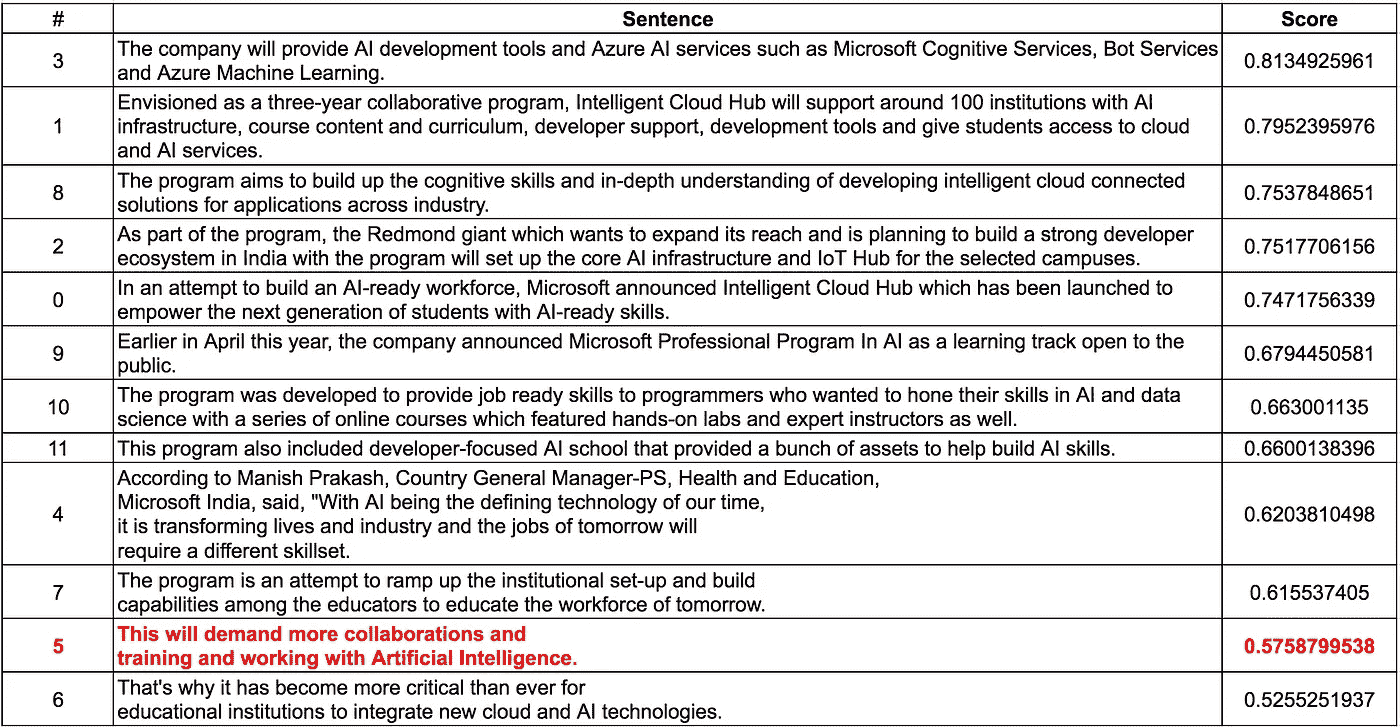 # Sentence Score
3 The company will provide AI development tools and Azure AI services such as Microsoft Cognitive Services, Bot Services 0.8134925961
and Azure Machine Learning.
1 Envisioned as a three-year collaborative program, Intelligent Cloud Hub will support around 100 institutions with AI
infrastructure, course content and curriculum, developer support, development tools and give students access to cloud 0.7952395976
and AI services.
8 The program aims to build up the cognitive skills and in-depth understanding of developing intelligent cloud connected 0.7537848651
solutions for applications across industry.
2 As part of the program, the Redmond giant which wants to expand its reach and is planning to build a strong developer 0.7517706156
ecosystem in India with the program will set up the core AI infrastructure and IoT Hub for the selected campuses.
0 In an attempt to build an AI-ready workforce, Microsoft announced Intelligent Cloud Hub which has been launched to 0.7471756339
empower the next generation of students with AI-ready skills.
9 Earlier in April this year, the company announced Microsoft Professional Program In AI as a learning track open to the 0.6794450581
public.
10 The program was developed to provide job ready skills to programmers who wanted to hone their skills in AI and data 0.663001135
science with a series of online courses which featured hands-on labs and expert instructors as well.
11 This program also included developer-focused AI school that provided a bunch of assets to help build AI skills. 0.6600138396
4 According to Manish Prakash, Country General Manager-PS, Health and Education,
Microsoft India, said, "With AI being the defining technology of our time, 0.6203810498
it is transforming lives and industry and the jobs of tomorrow will
require a different skillset.
7 The program is an attempt to ramp up the institutional set-up and build 0.615537405
capabilities among the educators to educate the workforce of tomorrow.
5 This will demand more collaborations and 0.5758799538
training and working with Artificial Intelligence.
6 That's why it has become more critical than ever for 0.5255251937
educational institutions to integrate new cloud and AI technologies.